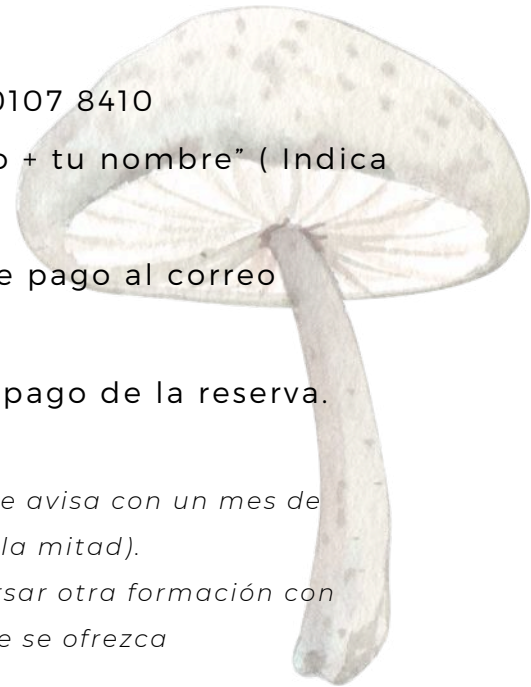 0107 8410
o + tu nombre” ( Indica
e pago al correo
pago de la reserva.
e avisa con un mes de
la mitad).
rsar otra formación con
e se ofrezca